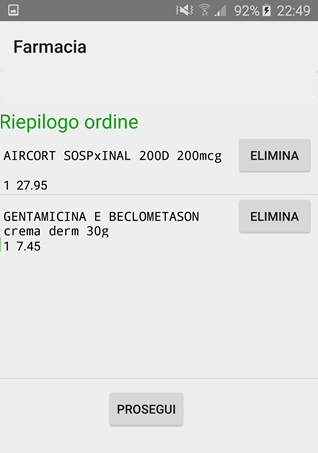 92% 22:49
Farmacia
Riepilogo ordine
AIRCORT SOSPxINAL 200D 200mcg
ELIMINA
1 27.95
GENTAMICINA E BECLOMETASON
crema derm 30g
ELIMINA
1 7.45
PROSEGUI